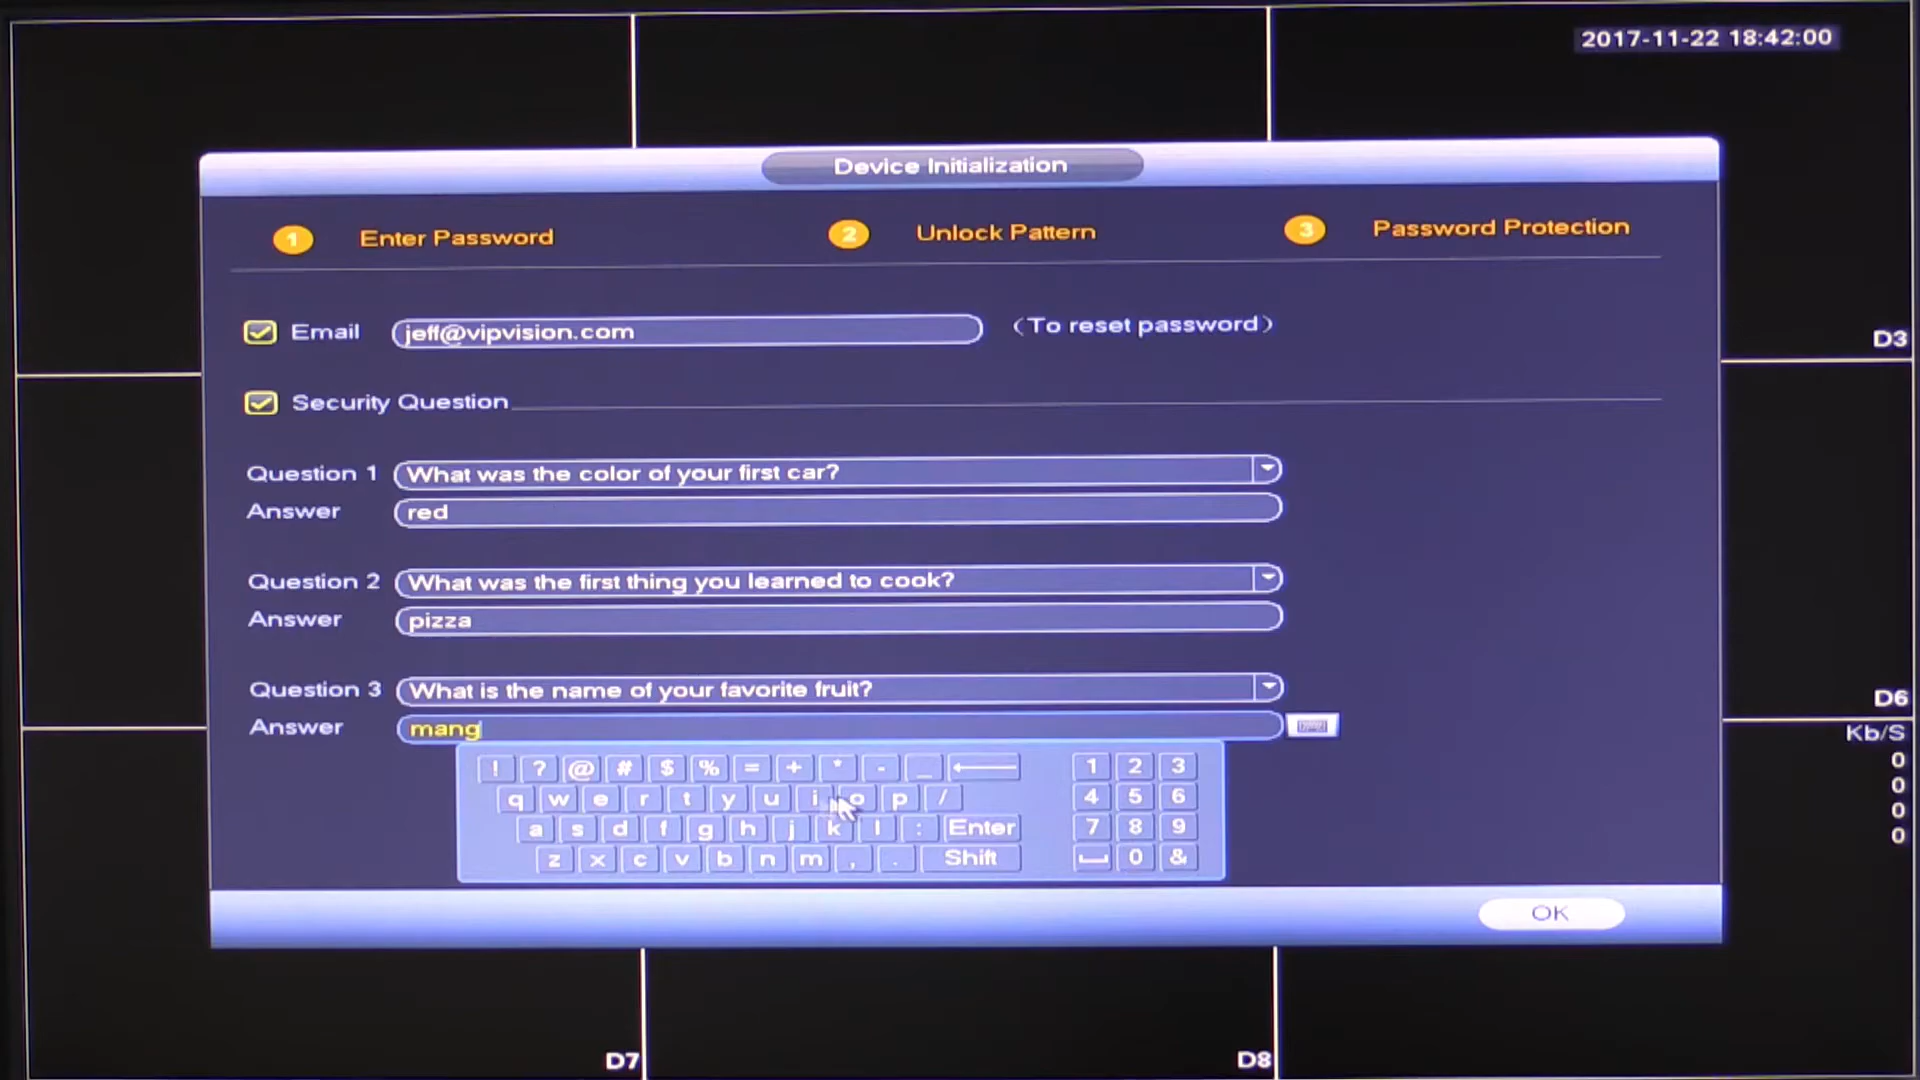 2017-11-22 18:42:00
Device Initialization
1 Enter Password 2 Unlock Pattern 3 Password Protection
Email jeff@vipvision.com (To reset password)
D3
Security Question
Question 1 What was the color of your first car?
Answer red
Question 2 What was the first thing you learned to cook?
Answer pizza
Question 3 What is the name of your favorite fruit?
D6
Answer mang
Kb/S
! ? @ # $ % = + * - _ 1 2 3
0
q w e r t y u i o p / 4 5 6
0
0
a s d f g h j k l : Enter 7 8 9
0
z x c v b n m , . Shift 0 &
OK
D7 D8